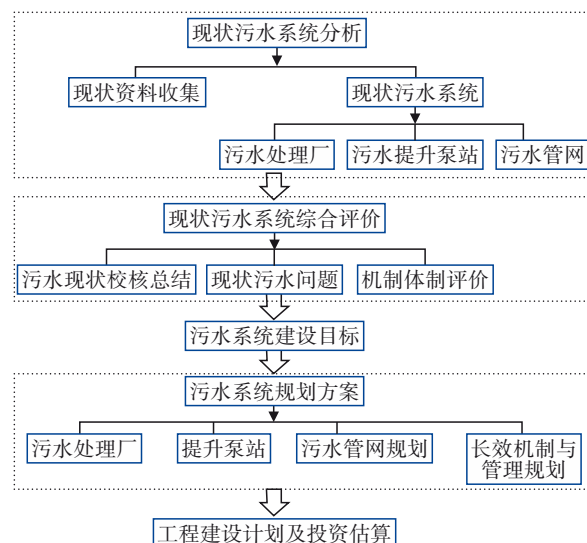 现状污水系统分析
现状资料收集
现状污水系统
污水处理厂
污水提升泵站
污水管网
现状污水系统综合评价
污水现状校核总结
现状污水问题
机制体制评价
污水系统建设目标
污水系统规划方案
污水处理厂
提升泵站
污水管网规划
长效机制与
管理规划
工程建设计划及投资估算